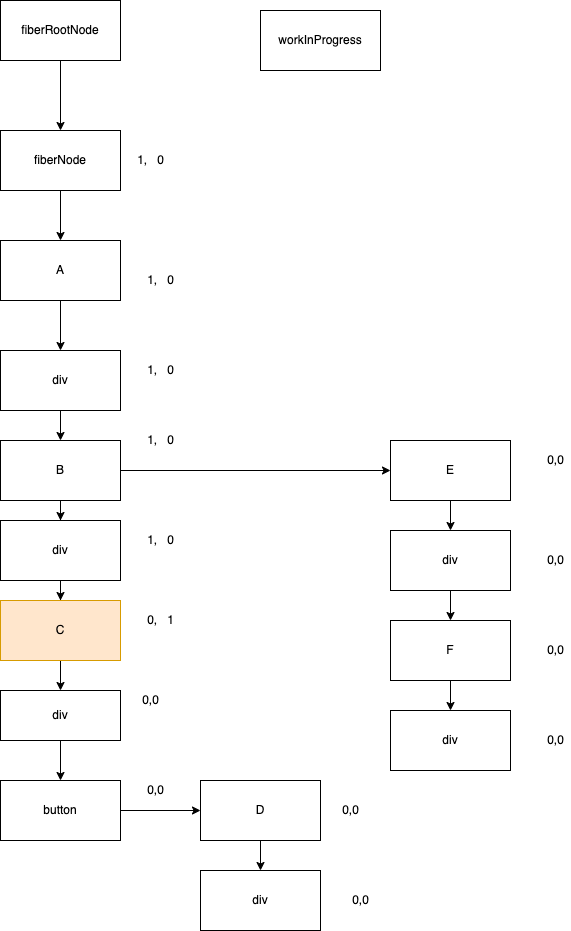 fiberRootNode
workInProgress
fiberNode
1, 0
A
1, 0
div
1, 0
1, 0
B
E
0,0
div
1, 0
div
0,0
C
0, 1
F
0,0
div
0,0
div
0,0
button
0,0
D
0,0
div
0,0